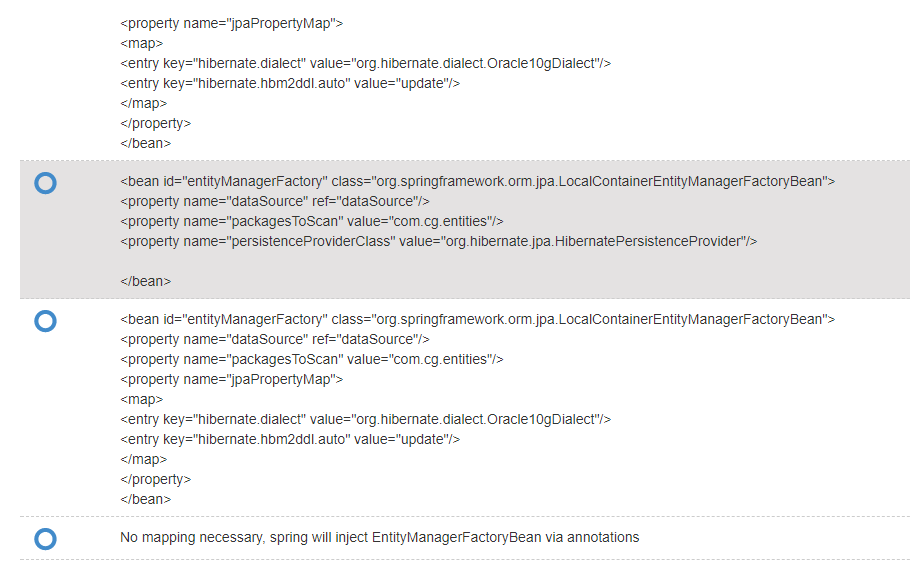 <property name="jpaPropertyMap">
<map>
<entry key="hibernate.dialect" value="org.hibernate.dialect.Oracle10gDialect"/>
<entry key="hibernate.hbm2ddl.auto" value="update"/>
</map>
</property>
</bean>
<bean id="entityManagerFactory" class="org.springframework.orm.jpa.LocalContainerEntityManagerFactoryBean">
<property name="dataSource" ref="dataSource"/>
<property name="packagesToScan" value="com.cg.entities"/>
<property name="persistenceProviderClass" value="org.hibernate.jpa.HibernatePersistenceProvider"/>
</bean>
<bean id="entityManagerFactory" class="org.springframework.orm.jpa.LocalContainerEntityManagerFactoryBean">
<property name="dataSource" ref="dataSource"/>
<property name="packagesToScan" value="com.cg.entities"/>
<property name="jpaPropertyMap">
<map>
<entry key="hibernate.dialect" value="org.hibernate.dialect.Oracle10gDialect"/>
<entry key="hibernate.hbm2ddl.auto" value="update"/>
</map>
</property>
</bean>
No mapping necessary, spring will inject EntityManagerFactoryBean via annotations